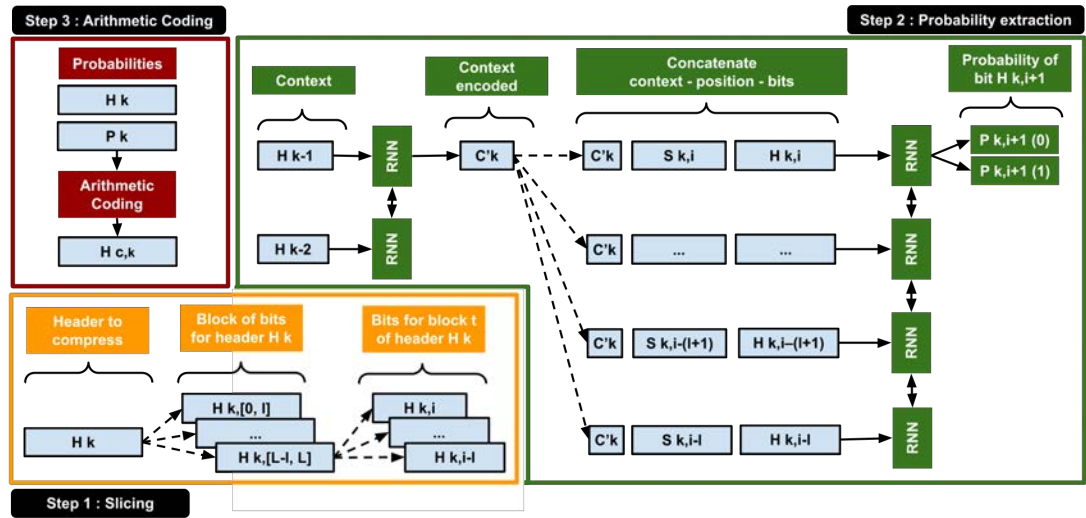 Step 3 : Arithmetic Coding
Probabilities
H k
P k
Arithmetic
Coding
H c,k
Step 2 : Probability extraction
Context
Context
encoded
Concatenate
context - position - bits
Probability of
bit H k,i+1
H k-1
RNN
C'k
C'k
S k,i
H k,i
RNN
P k,i+1 (0)
P k,i+1 (1)
H k-2
RNN
C'k
...
...
RNN
C'k
S k,i-(l+1)
H k,i–(l+1)
RNN
C'k
S k,i-l
H k,i-l
RNN
Header to
compress
Block of bits
for header H k
Bits for block t
of header H k
H k
H k,[0, l]
...
H k,[L-l, L]
H k,i
...
H k,i-l
Step 1 : Slicing